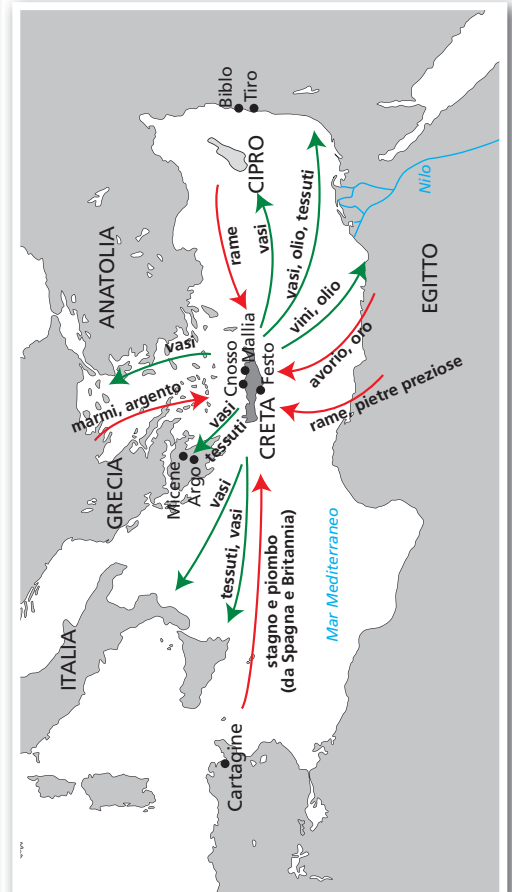 Biblo
Tiro
CIPRO
ANATOLIA
rame
vasi
vasi, olio, tessuti
Nilo
EGITTO
vini, olio
avorio, oro
rame, pietre preziose
vasi
marmi, argento
Mallia
Cnosso
Festo
CRETA
vasi
tessuti
Micene
Argo
GRECIA
vasi
tessuti, vasi
stagno e piombo
(da Spagna e Britannia)
Mar Mediterraneo
ITALIA
Cartagine